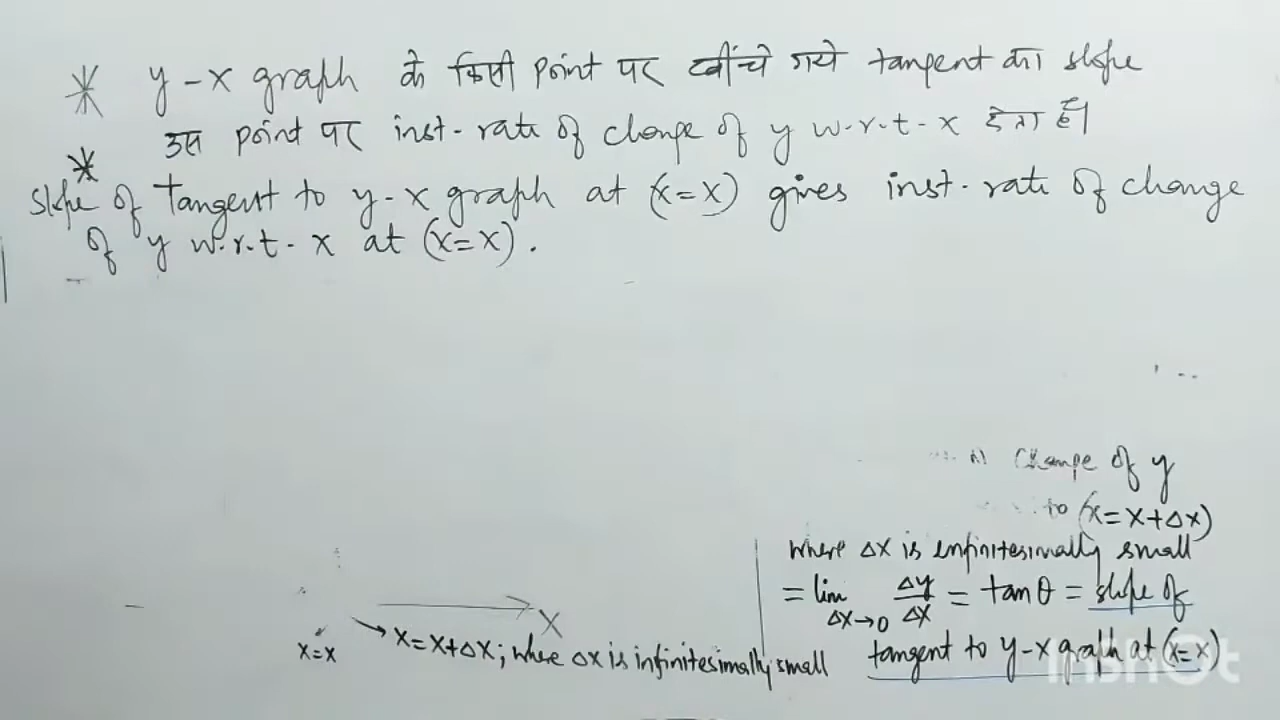 * y-x graph के किसी point पर खींचे गये tangent का slope
उस point पर inst. rate of change of y w.r.t. x देता है।
* Slope of Tangent to y-x graph at (x=x) gives inst. rate of change
of y w.r.t. x at (x=x).
Change of y
to (x=x+Δx)
where Δx is infinitesimally small
= lim Δx→0 Δy/Δx = tan θ = slope of
tangent to y-x graph at (x=x)
X
x=x
x=x+Δx; where Δx is infinitesimally small
InShOt